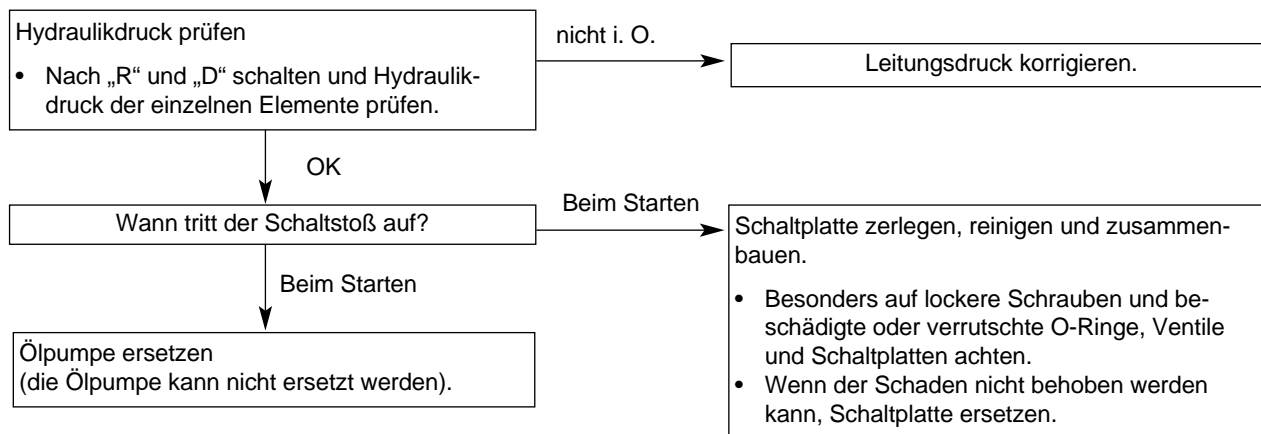 Hydraulikdruck prüfen
• Nach „R“ und „D“ schalten und Hydraulik-
druck der einzelnen Elemente prüfen.
nicht i. O.
Leitungsdruck korrigieren.
OK
Wann tritt der Schaltstoß auf?
Beim Starten
Schaltplatte zerlegen, reinigen und zusammen-
bauen.
• Besonders auf lockere Schrauben und be-
schädigte oder verrutschte O-Ringe, Ventile
und Schaltplatten achten.
• Wenn der Schaden nicht behoben werden
kann, Schaltplatte ersetzen.
Beim Starten
Ölpumpe ersetzen
(die Ölpumpe kann nicht ersetzt werden).